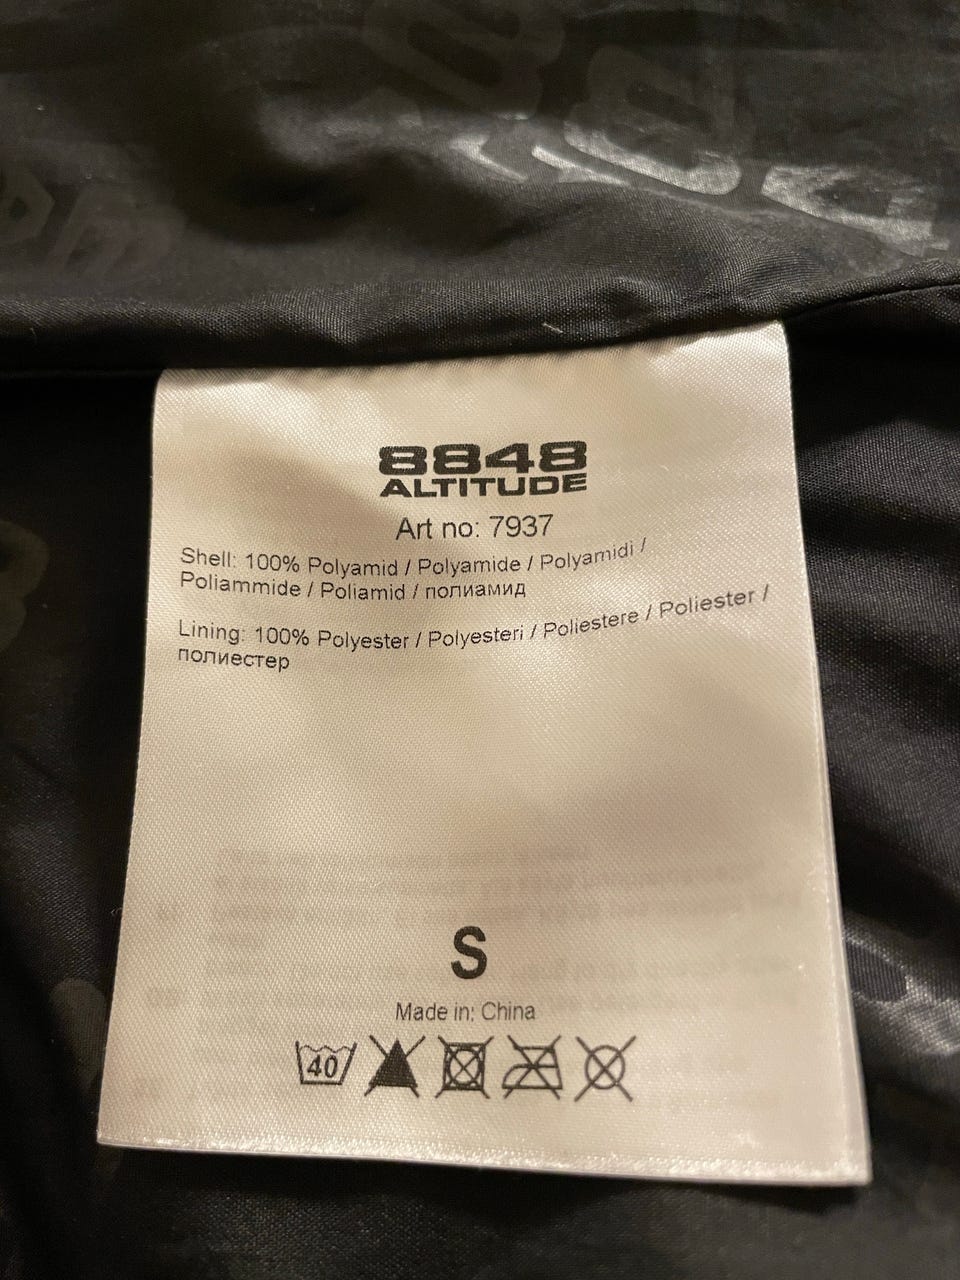 8848
ALTITUDE
Art no: 7937
Shell: 100% Polyamid / Polyamide / Polyamidi /
Poliammide / Poliamid / полиамид
Lining: 100% Polyester / Polyesteri / Poliestere / Poliester /
полиестер
S
Made in: China
40